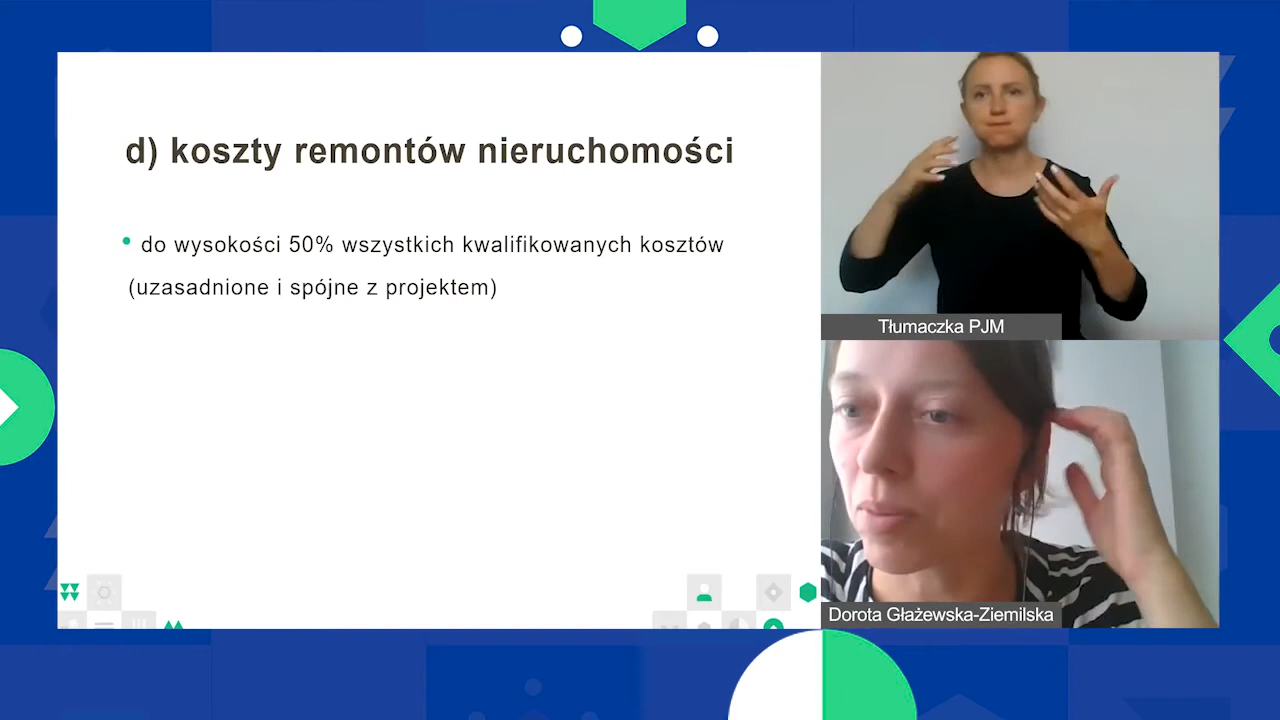 d) koszty remontów nieruchomości
• do wysokości 50% wszystkich kwalifikowanych kosztów
(uzasadnione i spójne z projektem)
Tłumaczka PJM
Dorota Głażewska-Ziemilska